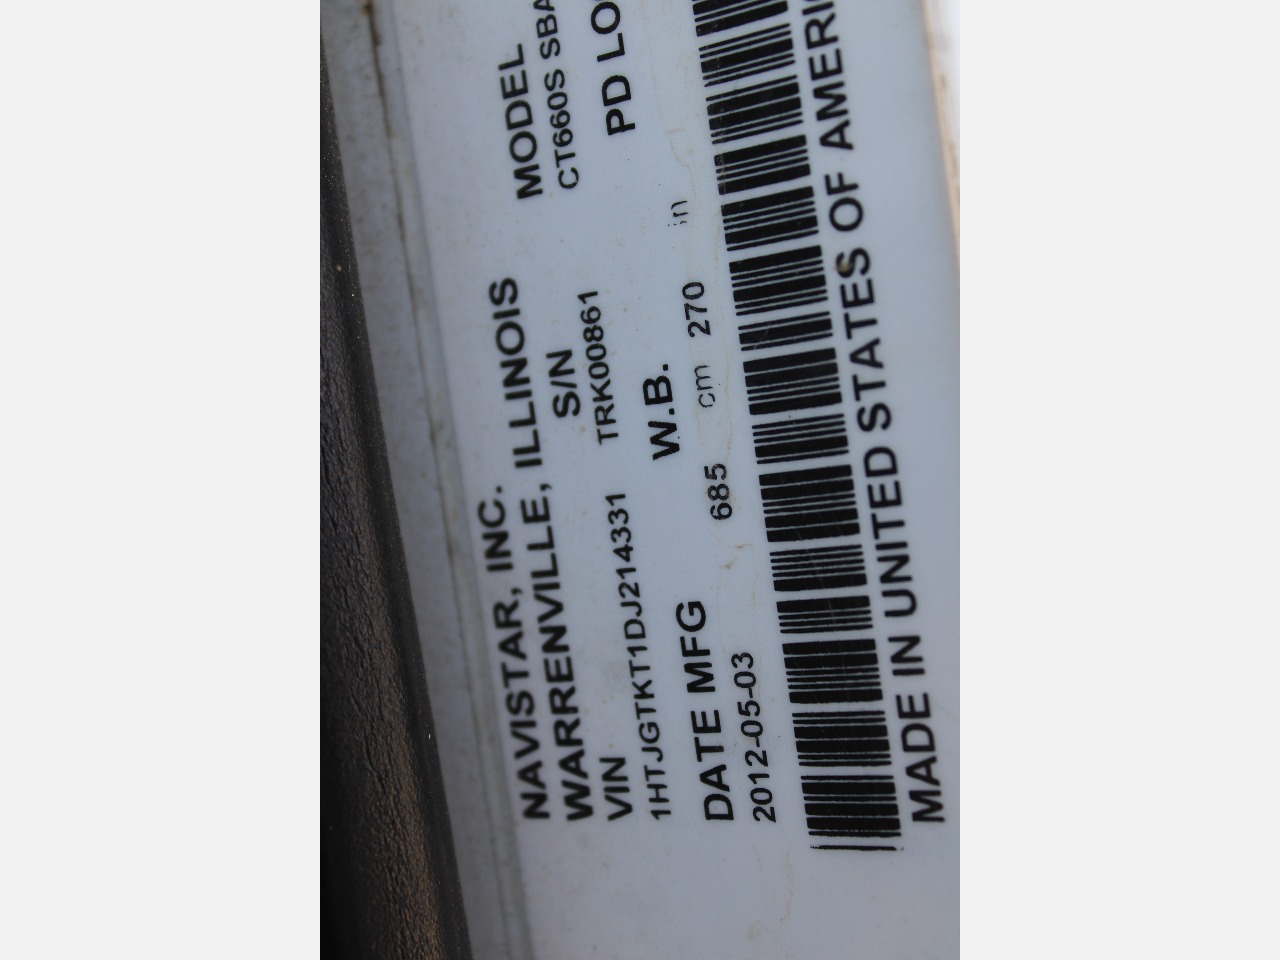 NAVISTAR, INC.
WARRENVILLE, ILLINOIS MODEL
VIN S/N CT660S SBA
1HTJGTKT1DJ214331 TRK00861 PD LO
DATE MFG W.B.
2012-05-03 685 cm 270 in
MADE IN UNITED STATES OF AMERI